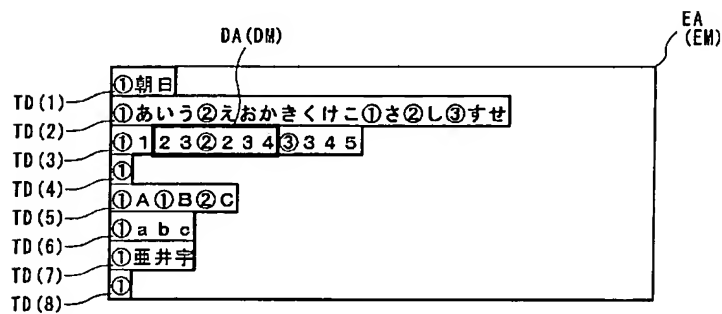 DA(DM)
EA
(EM)
TD(1) ①朝日
TD(2) ①あいう②えおかきくけこ①さ②し③すせ
TD(3) ①123②234③345
TD(4) ①
TD(5) ①A①B②C
TD(6) ①abc
TD(7) ①亜井宇
TD(8) ①